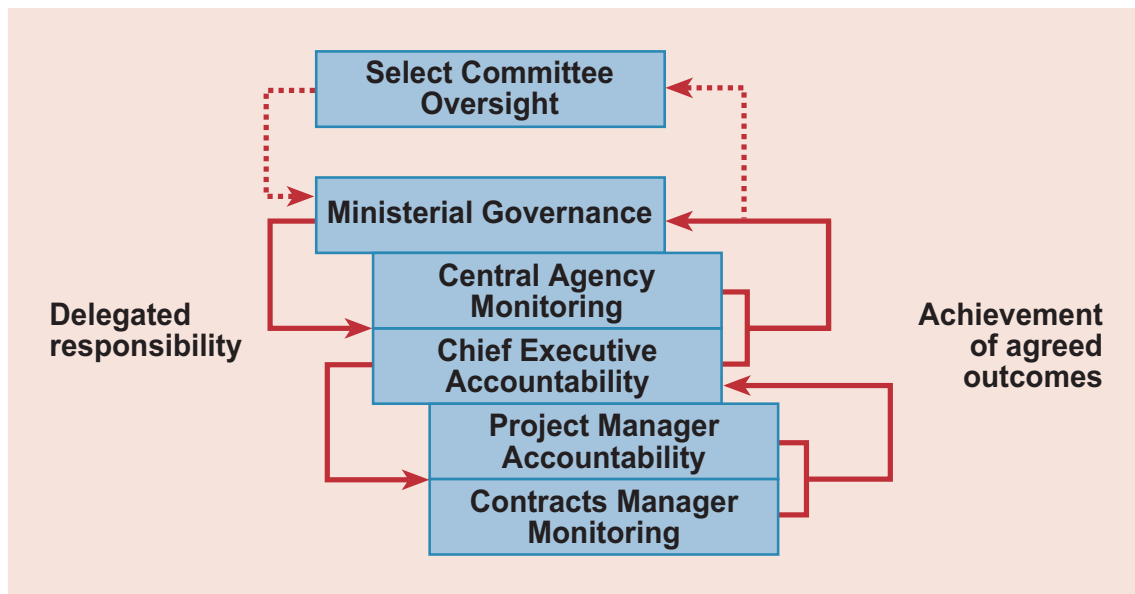 Select Committee
Oversight
Ministerial Governance
Central Agency
Monitoring
Delegated
responsibility
Chief Executive
Accountability
Achievement
of agreed
outcomes
Project Manager
Accountability
Contracts Manager
Monitoring